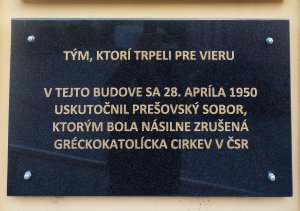 TÝM, KTORÍ TRPELI PRE VIERU
V TEJTO BUDOVE SA 28. APRÍLA 1950
USKUTOČNIL PREŠOVSKÝ SOBOR,
KTORÝM BOLA NÁSILNE ZRUŠENÁ
GRÉCKOKATOLÍCKA CIRKEV V ČSR